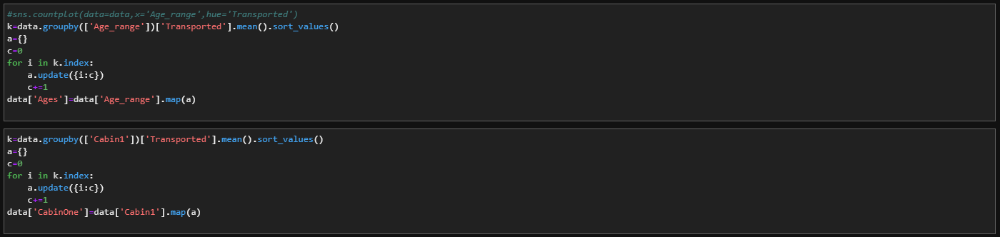 #sns.countplot(data=data,x='Age_range',hue='Transported')
k=data.groupby(['Age_range'])['Transported'].mean().sort_values()
a={}
c=0
for i in k.index:
    a.update({i:c})
    c+=1
data['Ages']=data['Age_range'].map(a)
k=data.groupby(['Cabin1'])['Transported'].mean().sort_values()
a={}
c=0
for i in k.index:
    a.update({i:c})
    c+=1
data['CabinOne']=data['Cabin1'].map(a)